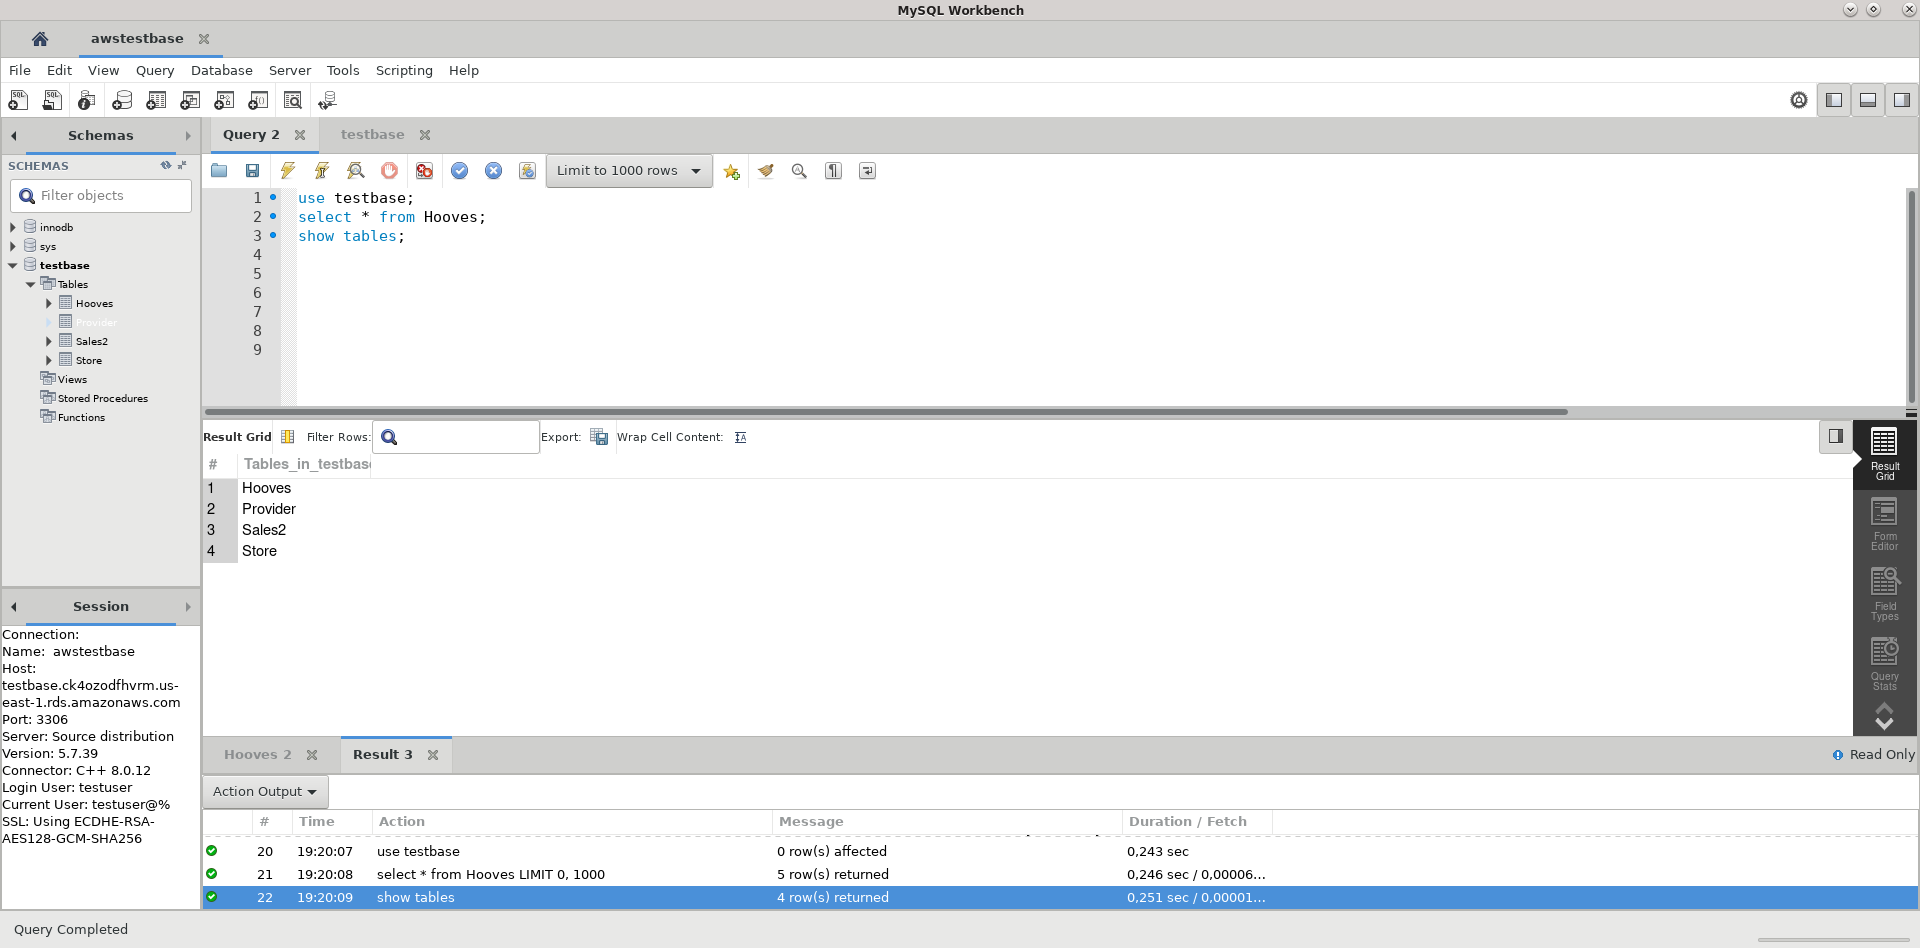 MySQL Workbench
awstestbase
File Edit View Query Database Server Tools Scripting Help
Schemas
SCHEMAS
Filter objects
innodb
sys
testbase
Tables
Hooves
Provider
Sales2
Store
Views
Stored Procedures
Functions
Session
Connection:
Name: awstestbase
Host:
testbase.ck4ozodfhvrm.us-
east-1.rds.amazonaws.com
Port: 3306
Server: Source distribution
Version: 5.7.39
Connector: C++ 8.0.12
Login User: testuser
Current User: testuser@%
SSL: Using ECDHE-RSA-
AES128-GCM-SHA256
Query 2 testbase
Limit to 1000 rows
1 use testbase;
2 select * from Hooves;
3 show tables;
4
5
6
7
8
9
Result Grid Filter Rows: Export: Wrap Cell Content:
# Tables_in_testbase
1 Hooves
2 Provider
3 Sales2
4 Store
Result
Grid
Form
Editor
Field
Types
Query
Stats
Hooves 2 Result 3 Read Only
Action Output
# Time Action Message Duration / Fetch
20 19:20:07 use testbase 0 row(s) affected 0,243 sec
21 19:20:08 select * from Hooves LIMIT 0, 1000 5 row(s) returned 0,246 sec / 0,00006...
22 19:20:09 show tables 4 row(s) returned 0,251 sec / 0,00001...
Query Completed